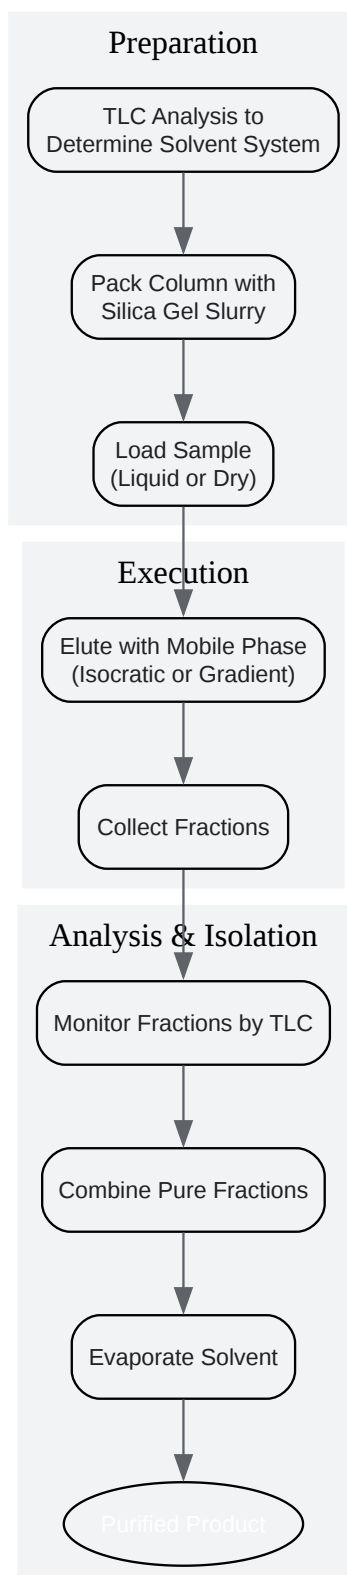 Preparation
TLC Analysis to
Determine Solvent System
Pack Column with
Silica Gel Slurry
Load Sample
(Liquid or Dry)
Execution
Elute with Mobile Phase
(Isocratic or Gradient)
Collect Fractions
Analysis & Isolation
Monitor Fractions by TLC
Combine Pure Fractions
Evaporate Solvent
Purified Product